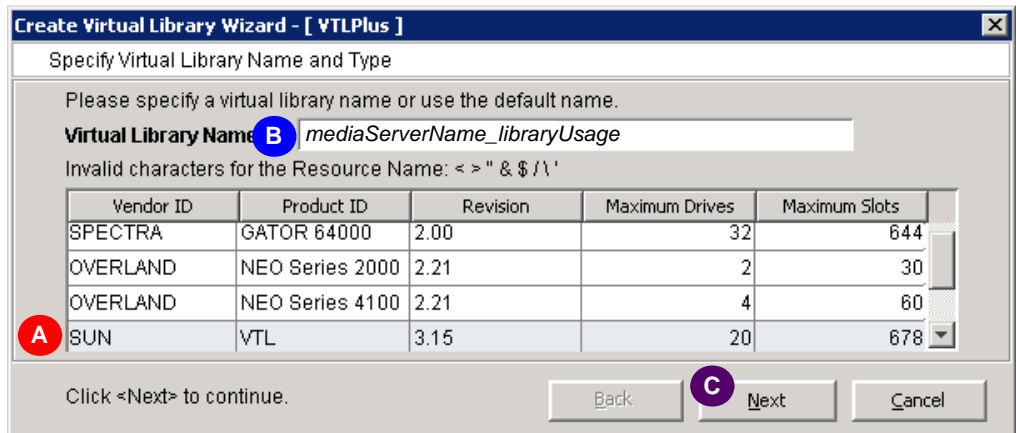 Create Virtual Library Wizard - [ VTLPlus ]
Specify Virtual Library Name and Type
Please specify a virtual library name or use the default name.
Virtual Library Name B mediaServerName_libraryUsage
Invalid characters for the Resource Name: < > " & $ / \ '
Vendor ID Product ID Revision Maximum Drives Maximum Slots
SPECTRA GATOR 64000 2.00 32 644
OVERLAND NEO Series 2000 2.21 2 30
OVERLAND NEO Series 4100 2.21 4 60
A SUN VTL 3.15 20 678
Click <Next> to continue. Back C Next Cancel